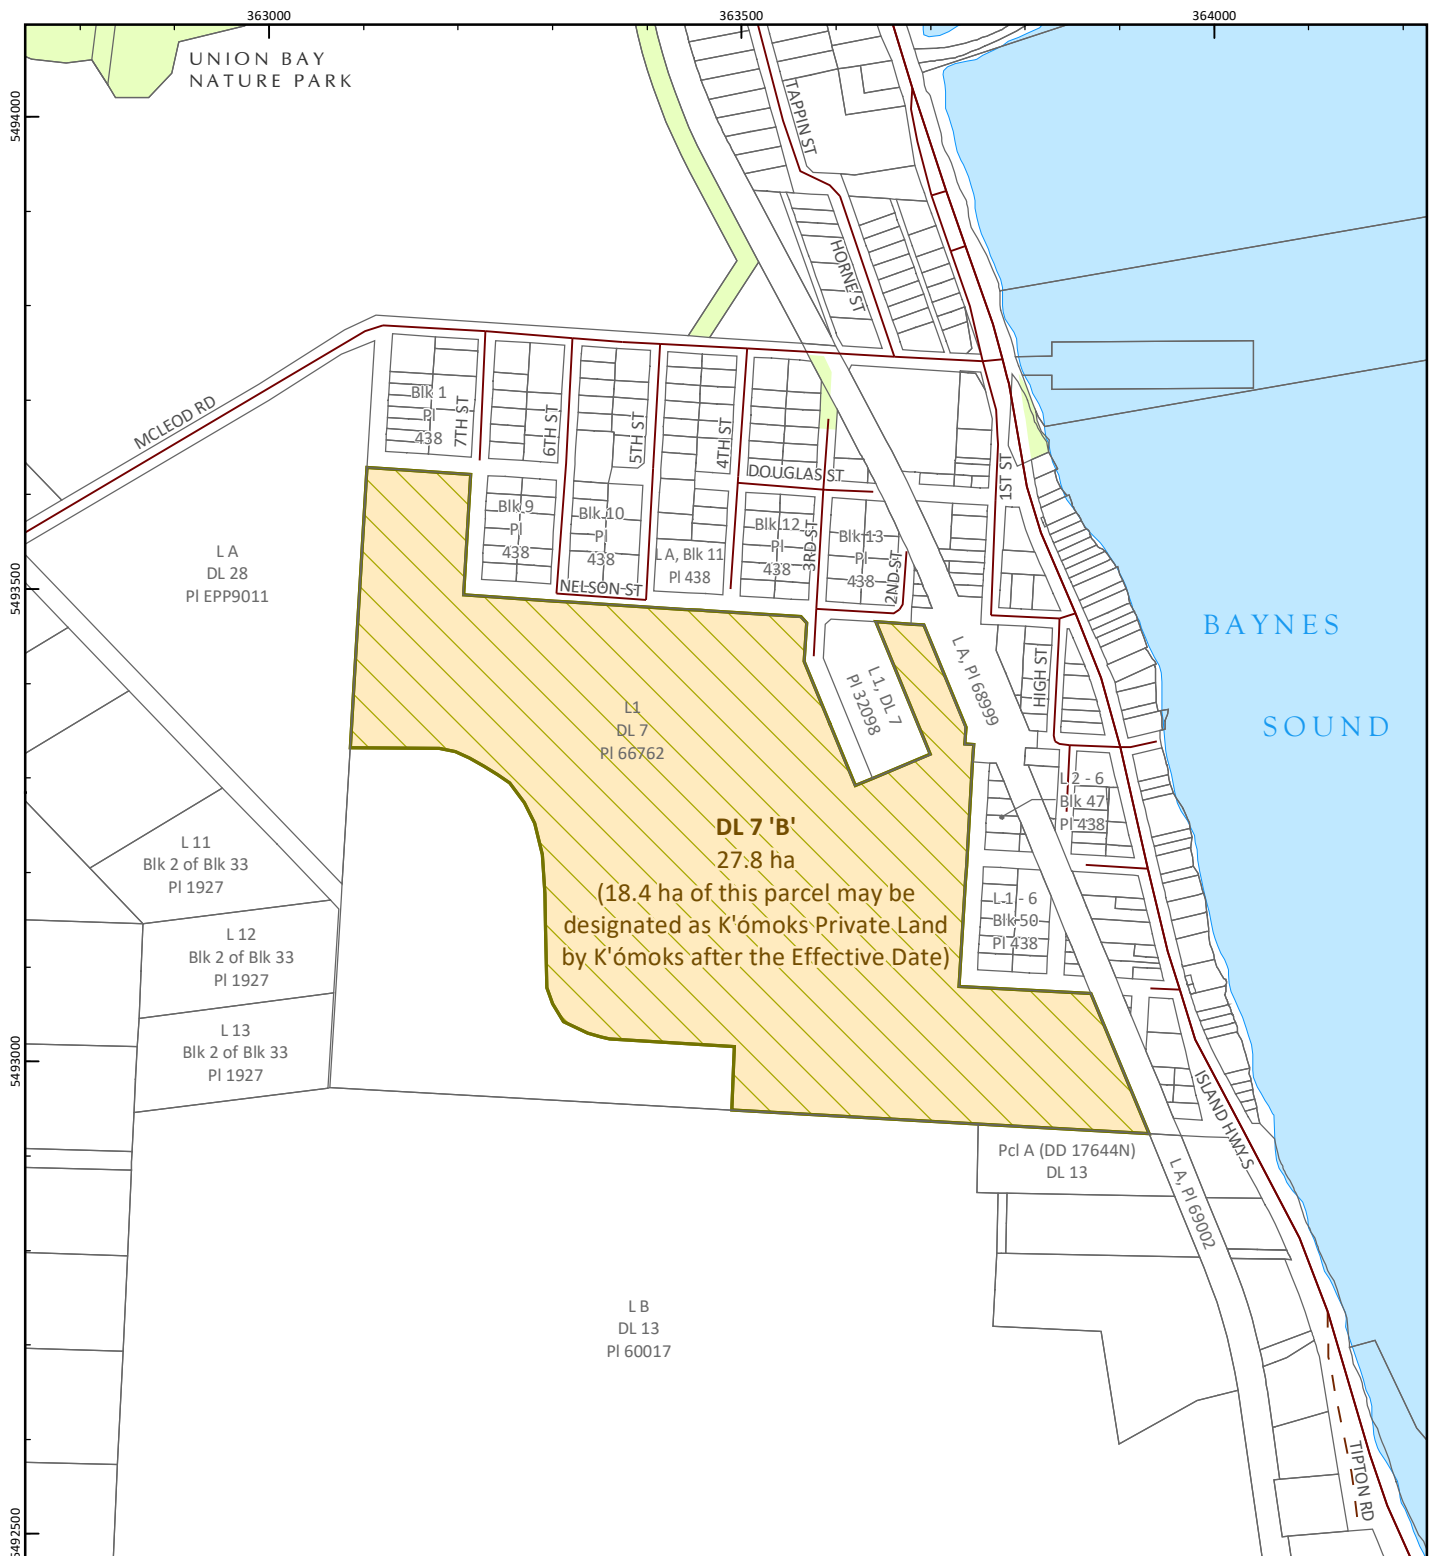 363000
363500
364000
UNION BAY
NATURE PARK
5494000
TAPPIN ST
HORNE ST
MCLEOD RD
Blk 1
Pl
438
7TH ST
6TH ST
5TH ST
4TH ST
DOUGLAS ST
1ST ST
Blk 9
Pl
438
Blk 10
Pl
438
L A, Blk 11
Pl 438
Blk 12
Pl
438
3RD ST
Blk 13
Pl
438
2ND ST
NELSON ST
L A
DL 28
Pl EPP9011
5493500
BAYNES
SOUND
L A, Pl 68999
HIGH ST
L 1, DL 7
Pl 32098
L1
DL 7
Pl 66762
L 2 - 6
Blk 47
Pl 438
DL 7 'B'
27.8 ha
(18.4 ha of this parcel may be
designated as K'ómoks Private Land
by K'ómoks after the Effective Date)
L 11
Blk 2 of Blk 33
Pl 1927
L 1 - 6
Blk 50
Pl 438
L 12
Blk 2 of Blk 33
Pl 1927
L 13
Blk 2 of Blk 33
Pl 1927
5493000
ISLAND HWY S
Pcl A (DD 17644N)
DL 13
L A, Pl 69002
L B
DL 13
Pl 60017
TIPTON RD
5492500